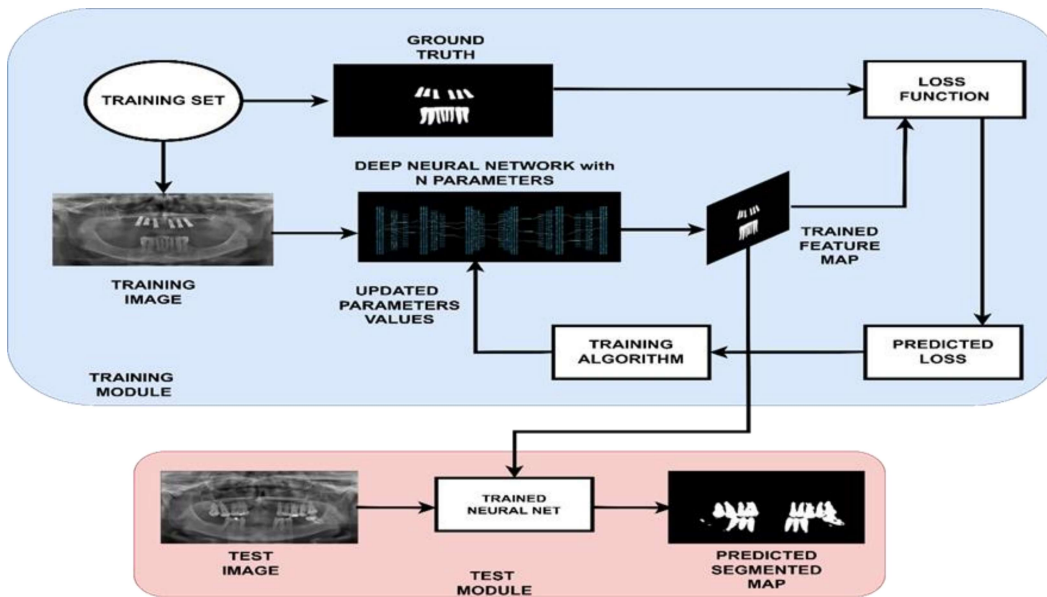 GROUND
TRUTH
TRAINING SET
LOSS
FUNCTION
DEEP NEURAL NETWORK with
N PARAMETERS
TRAINED
FEATURE
MAP
TRAINING
IMAGE
UPDATED
PARAMETERS
VALUES
TRAINING
ALGORITHM
PREDICTED
LOSS
TRAINING
MODULE
TRAINED
NEURAL NET
TEST
IMAGE
PREDICTED
SEGMENTED
MAP
TEST
MODULE